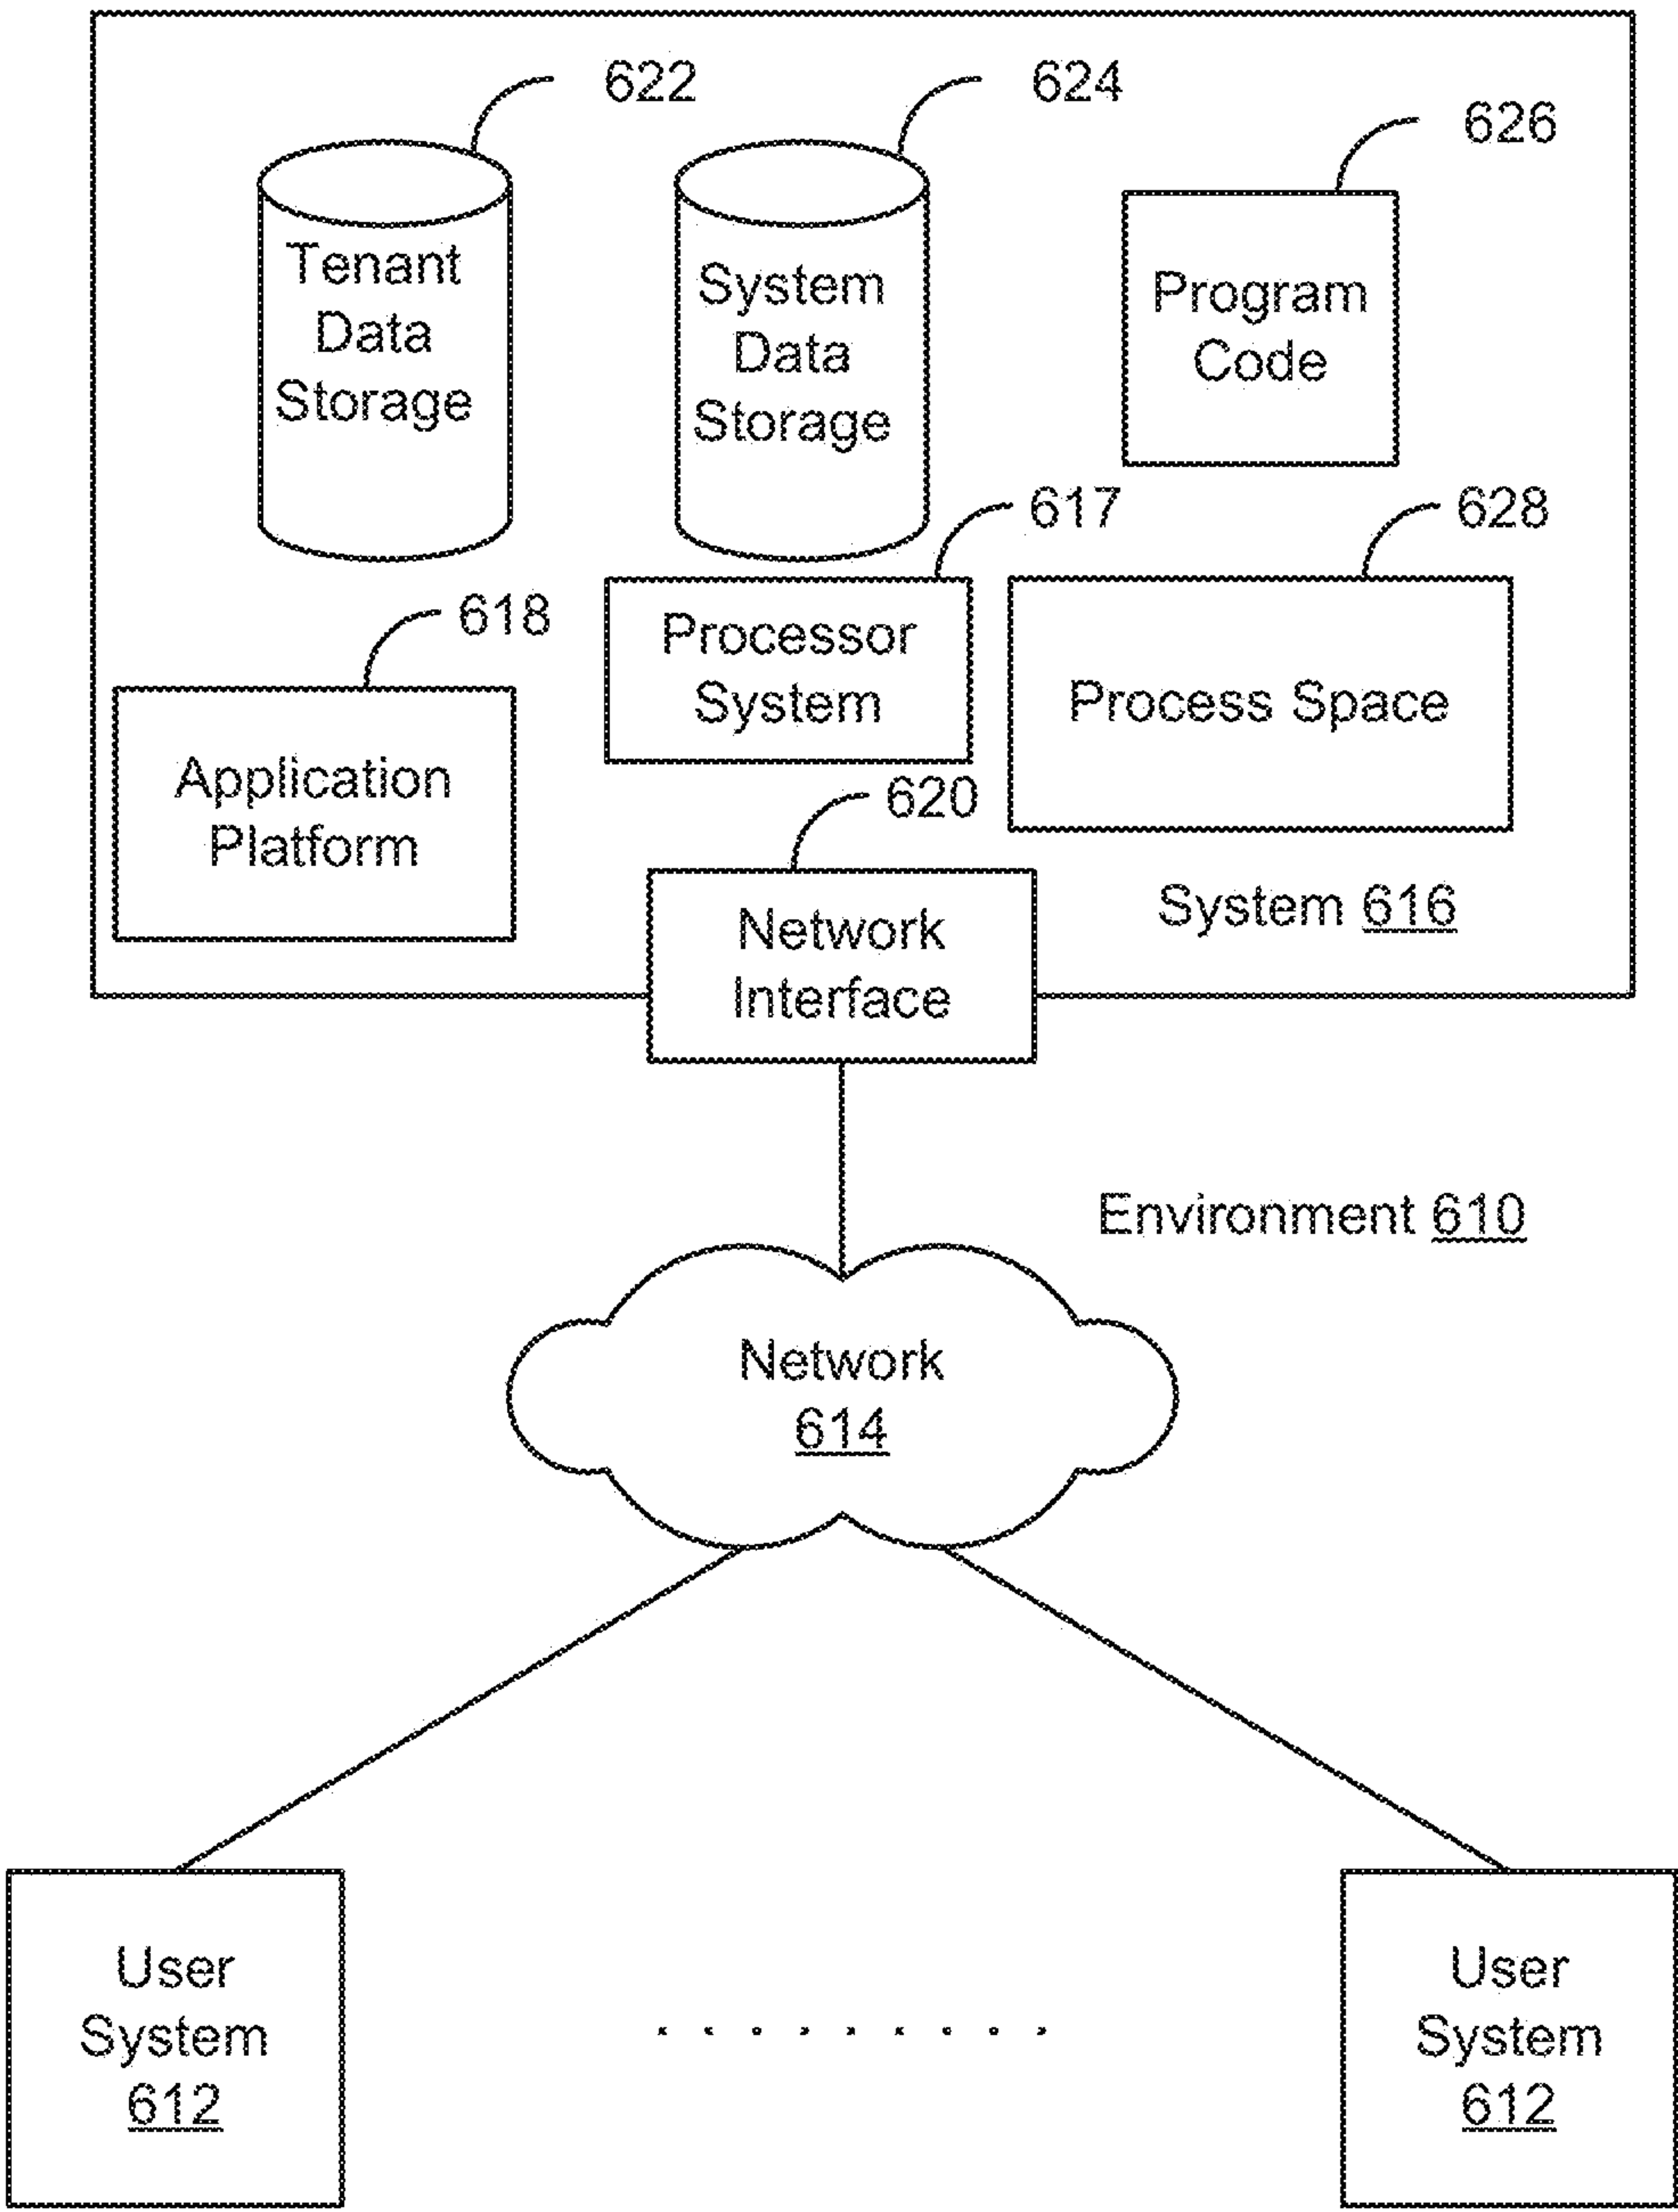 622
624
626
Tenant
Data
Storage
System
Data
Storage
Program
Code
617
628
618
Processor
System
Process Space
Application
Platform
620
System 616
Network
Interface
Environment 610
Network
614
User
System
612
User
System
612